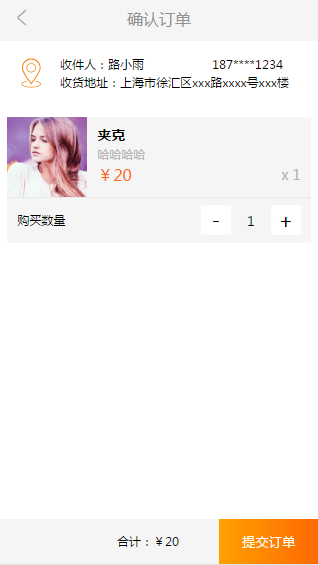 确认订单
收件人：路小雨 187****1234
收货地址：上海市徐汇区xxx路xxxx号xxx楼
夹克
哈哈哈哈
￥20 x 1
购买数量 - 1 +
合计：￥20 提交订单